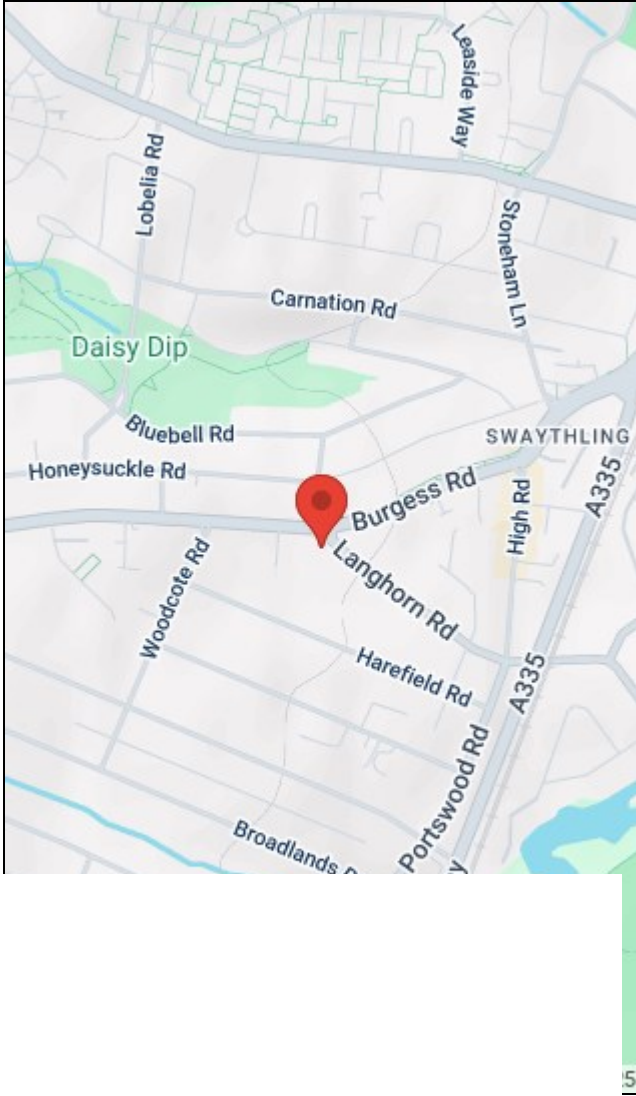 Leaside Way
Lobelia Rd
Stoneham Ln
Carnation Rd
Daisy Dip
Bluebell Rd
SWAYTHLING
Honeysuckle Rd
A335
Burgess Rd
High Rd
Langhorn Rd
Woodcote Rd
Harefield Rd
A335
Portswood Rd
Broadlands